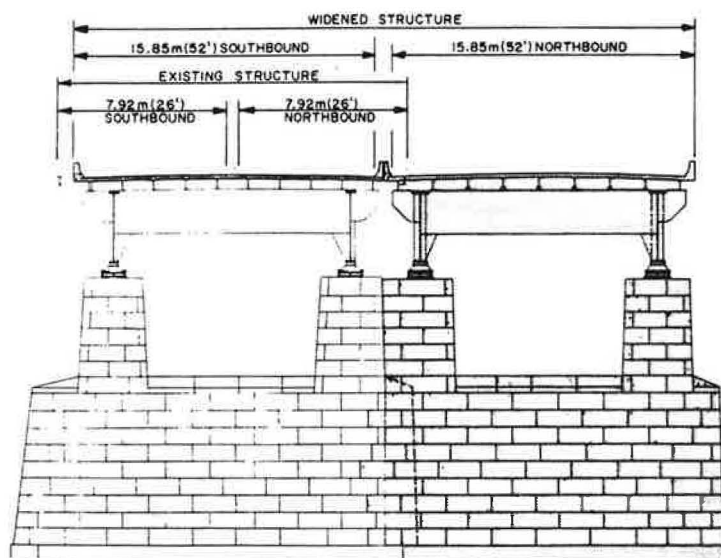 WIDENED STRUCTURE
15.85m(52') SOUTHBOUND
15.85m(52') NORTHBOUND
EXISTING STRUCTURE
7.92m(26')
SOUTHBOUND
7.92m(26')
NORTHBOUND